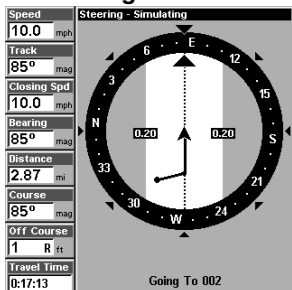 Speed
10.0 mph
Track
85° mag
Closing Spd
10.0 mph
Bearing
85° mag
Distance
2.87 mi
Course
85° mag
Off Course
1 R ft
Travel Time
0:17:13
Steering - Simulating
N 3 6 E 12 15 S 21 24 W 30 33
0.20 0.20
Going To 002